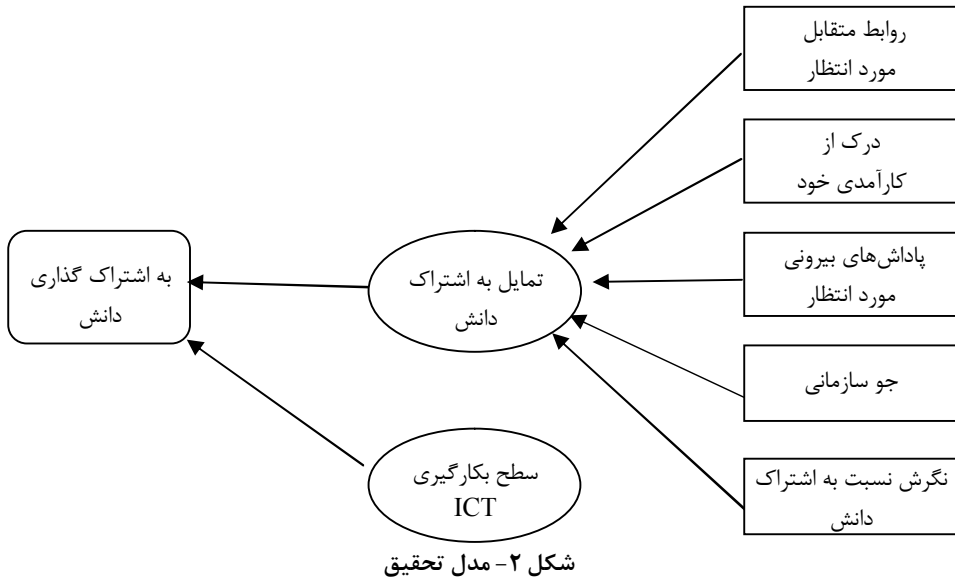 روابط متقابل
مورد انتظار
درک از
کارآمدی خود
پاداش‌های بیرونی
مورد انتظار
جو سازمانی
نگرش نسبت به اشتراک
دانش
تمایل به اشتراک
دانش
سطح بکارگیری
ICT
به اشتراک گذاری
دانش
شکل ۲- مدل تحقیق